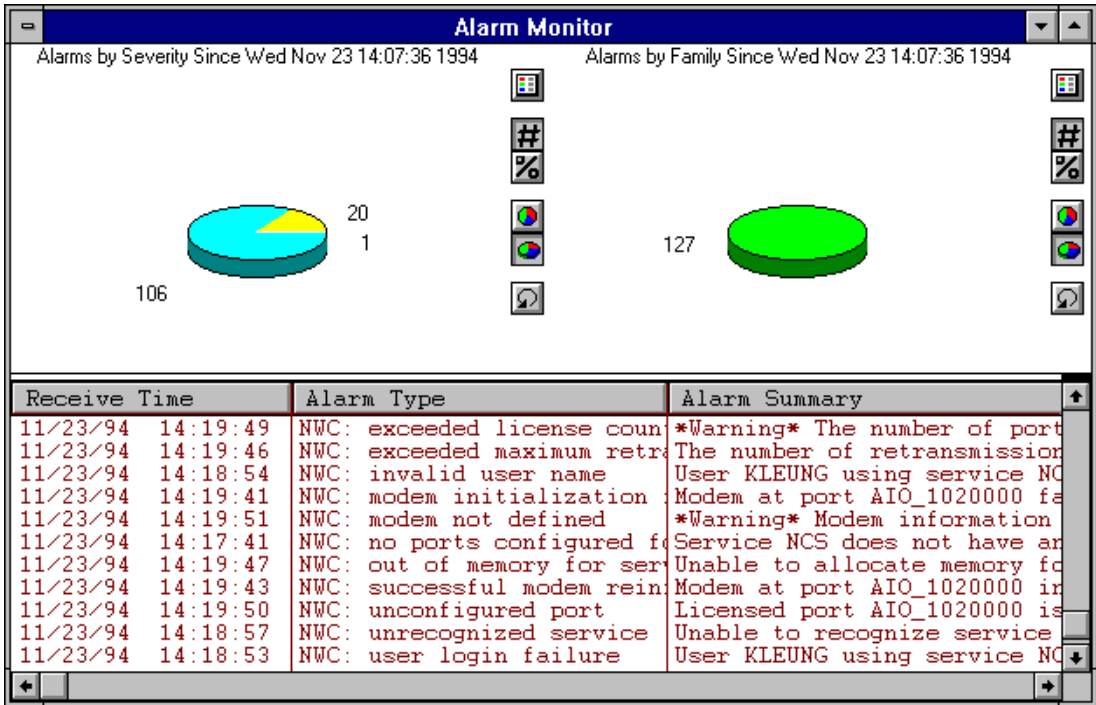 Alarm Monitor
Alarms by Severity Since Wed Nov 23 14:07:36 1994
Alarms by Family Since Wed Nov 23 14:07:36 1994
#
#
%
%
20
1
127
106
Receive Time Alarm Type Alarm Summary
11/23/94 14:19:49 NWC: exceeded license coun *Warning* The number of port
11/23/94 14:19:46 NWC: exceeded maximum retra The number of retransmission
11/23/94 14:18:54 NWC: invalid user name User KLEUNG using service NC
11/23/94 14:19:41 NWC: modem initialization Modem at port AIO_1020000 fa
11/23/94 14:19:51 NWC: modem not defined *Warning* Modem information
11/23/94 14:17:41 NWC: no ports configured fo Service NCS does not have an
11/23/94 14:19:47 NWC: out of memory for serv Unable to allocate memory fo
11/23/94 14:19:43 NWC: successful modem rein Modem at port AIO_1020000 in
11/23/94 14:19:50 NWC: unconfigured port Licensed port AIO_1020000 is
11/23/94 14:18:57 NWC: unrecognized service Unable to recognize service
11/23/94 14:18:53 NWC: user login failure User KLEUNG using service NC